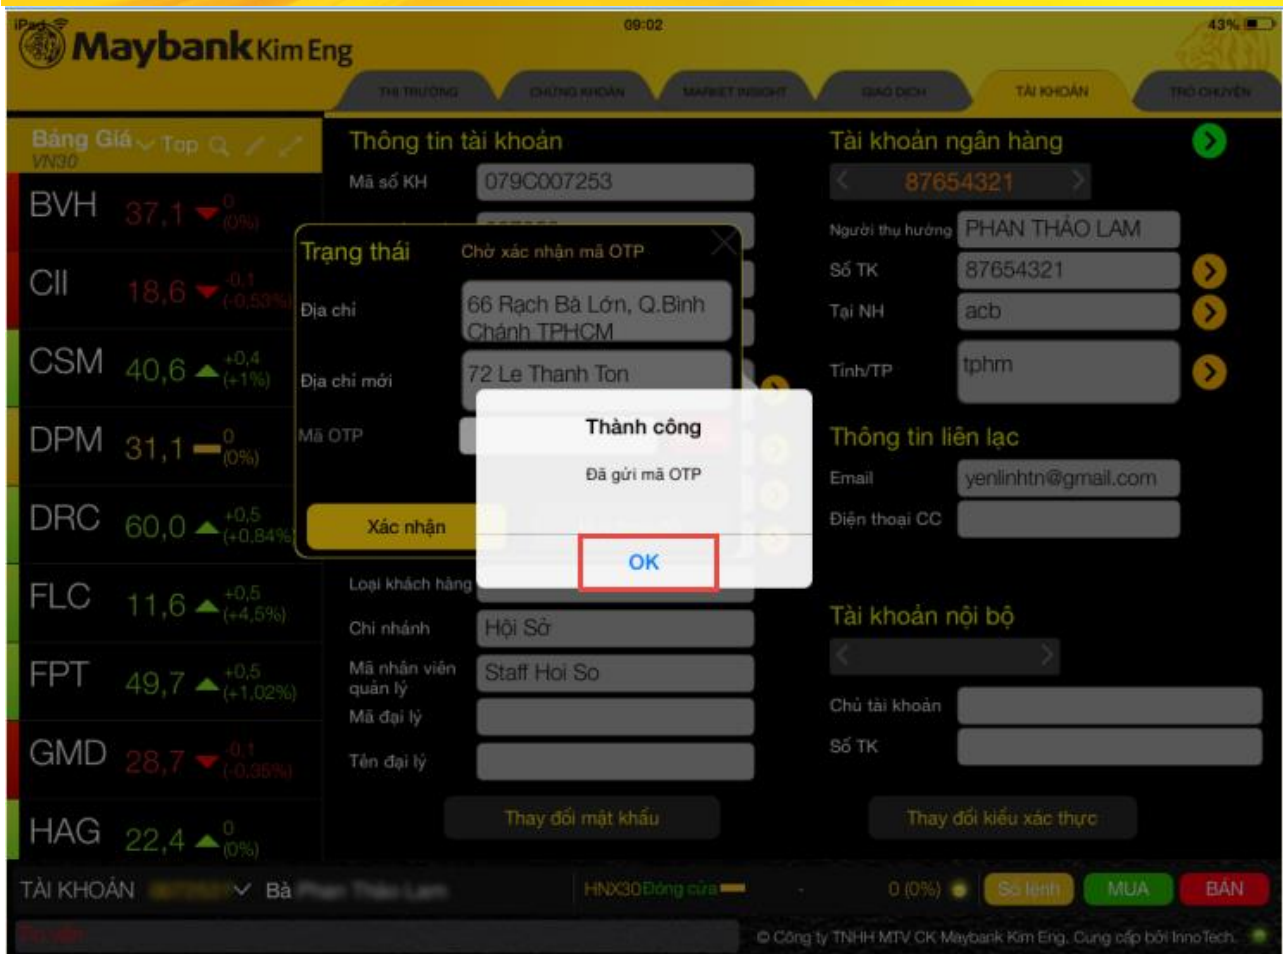 iPad 09:02 43%
Maybank Kim Eng
THỊ TRƯỜNG CHỨNG KHOÁN MARKET INSIGHT GIAO DỊCH TÀI KHOẢN TRÒ CHUYỆN
Bảng Giá Top
VN30
BVH 37,1 0 (0%)
CII 18,6 -0,1 (-0,53%)
CSM 40,6 +0,4 (+1%)
DPM 31,1 0 (0%)
DRC 60,0 +0,5 (+0,84%)
FLC 11,6 +0,5 (+4,5%)
FPT 49,7 +0,5 (+1,02%)
GMD 28,7 -0,1 (-0,35%)
HAG 22,4 0 (0%)
Thông tin tài khoản
Mã số KH 079C007253
Trạng thái Chờ xác nhận mã OTP
Địa chỉ 66 Rạch Bà Lớn, Q.Bình
Chánh TPHCM
Địa chỉ mới 72 Le Thanh Ton
Mã OTP
Xác nhận
Thành công
Đã gửi mã OTP
OK
Loại khách hàng
Chi nhánh Hội Sở
Mã nhân viên
quản lý Staff Hoi So
Mã đại lý
Tên đại lý
Thay đổi mật khẩu
Tài khoản ngân hàng
87654321
Người thụ hưởng PHAN THẢO LAM
Số TK 87654321
Tại NH acb
Tỉnh/TP tphm
Thông tin liên lạc
Email yenlinhtn@gmail.com
Điện thoại CC
Tài khoản nội bộ
Chủ tài khoản
Số TK
Thay đổi kiểu xác thực
TÀI KHOẢN Bà Phan Thảo Lam HNX30 Đóng cửa - 0 (0%) Sổ lệnh MUA BÁN
© Công ty TNHH MTV CK Maybank Kim Eng. Cung cấp bởi InnoTech.